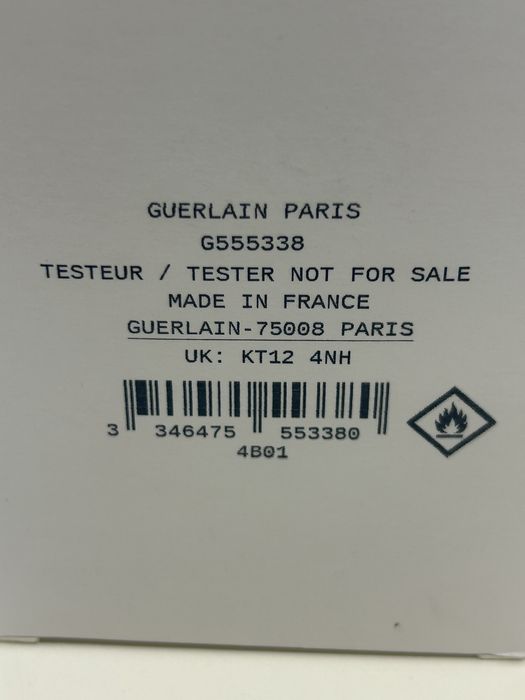 GUERLAIN PARIS
G555338
TESTEUR / TESTER NOT FOR SALE
MADE IN FRANCE
GUERLAIN-75008 PARIS
UK: KT12 4NH
3 346475 553380
4B01